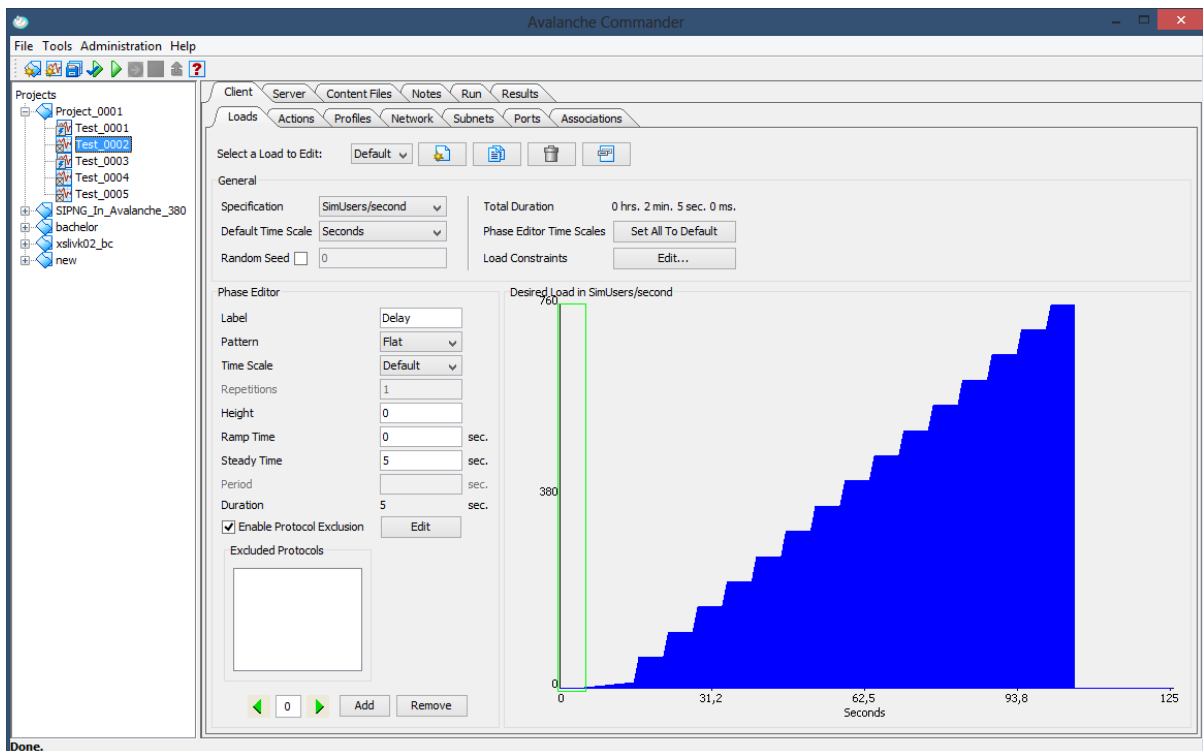 Avalanche Commander
File Tools Administration Help
Projects
Project_0001
Test_0001
Test_0002
Test_0003
Test_0004
Test_0005
SIPNG_In_Avalanche_380
bachelor
xslivk02_bc
new
Client Server Content Files Notes Run Results
Loads Actions Profiles Network Subnets Ports Associations
Select a Load to Edit: Default
General
Specification SimUsers/second Total Duration 0 hrs. 2 min. 5 sec. 0 ms.
Default Time Scale Seconds Phase Editor Time Scales Set All To Default
Random Seed 0 Load Constraints Edit...
Phase Editor
Label Delay
Pattern Flat
Time Scale Default
Repetitions 1
Height 0
Ramp Time 0 sec.
Steady Time 5 sec.
Period sec.
Duration 5 sec.
Enable Protocol Exclusion Edit
Excluded Protocols
0 Add Remove
Desired Load in SimUsers/second
760
380
0
0 31,2 62,5 93,8 125
Seconds
Done.